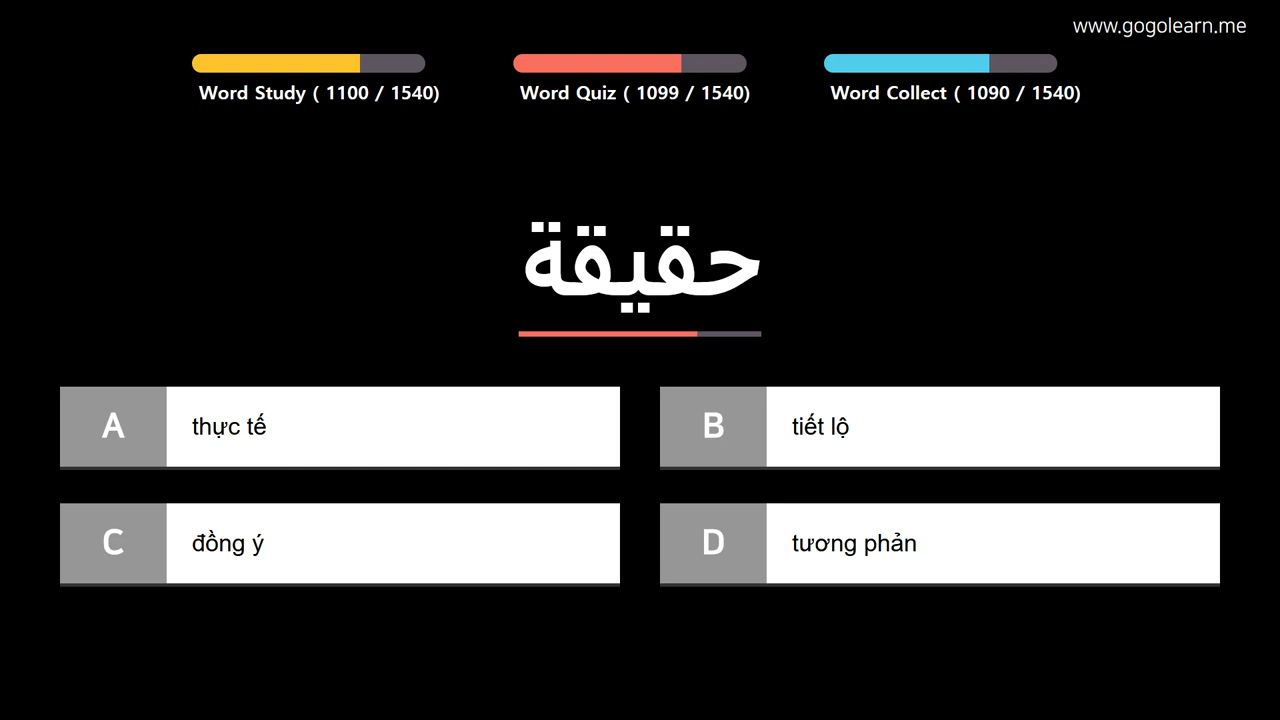 www.gogolearn.me
Word Study ( 1100 / 1540)
Word Quiz ( 1099 / 1540)
Word Collect ( 1090 / 1540)
حقيقة
A thực tế
B tiết lộ
C đồng ý
D tương phản